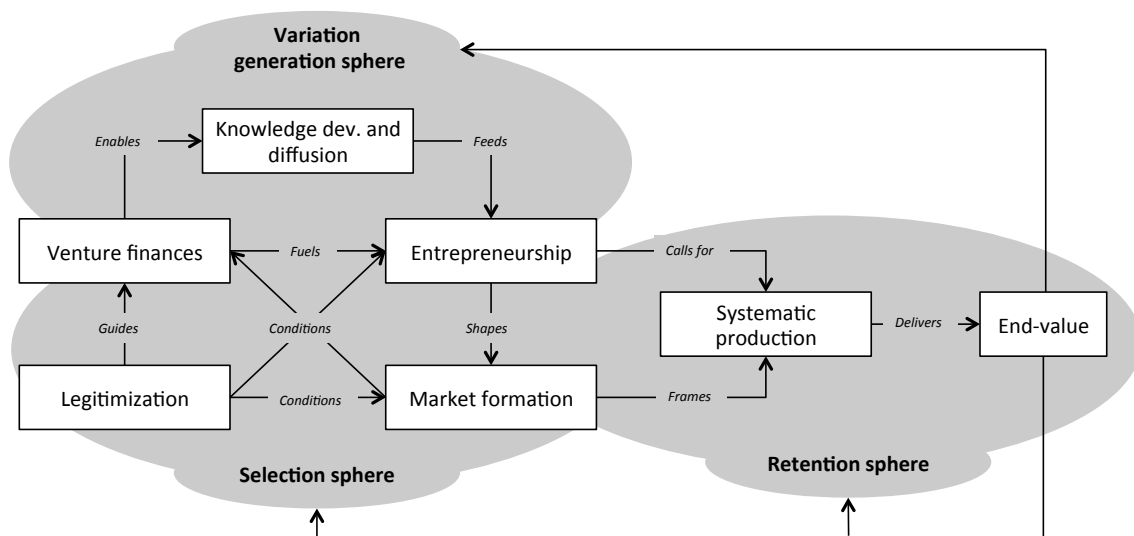 Variation
generation sphere
Knowledge dev. and
diffusion
Enables
Feeds
Venture finances
Fuels
Entrepreneurship
Calls for
Guides
Conditions
Shapes
Systematic
production
Delivers
End-value
Legitimization
Conditions
Market formation
Frames
Selection sphere
Retention sphere